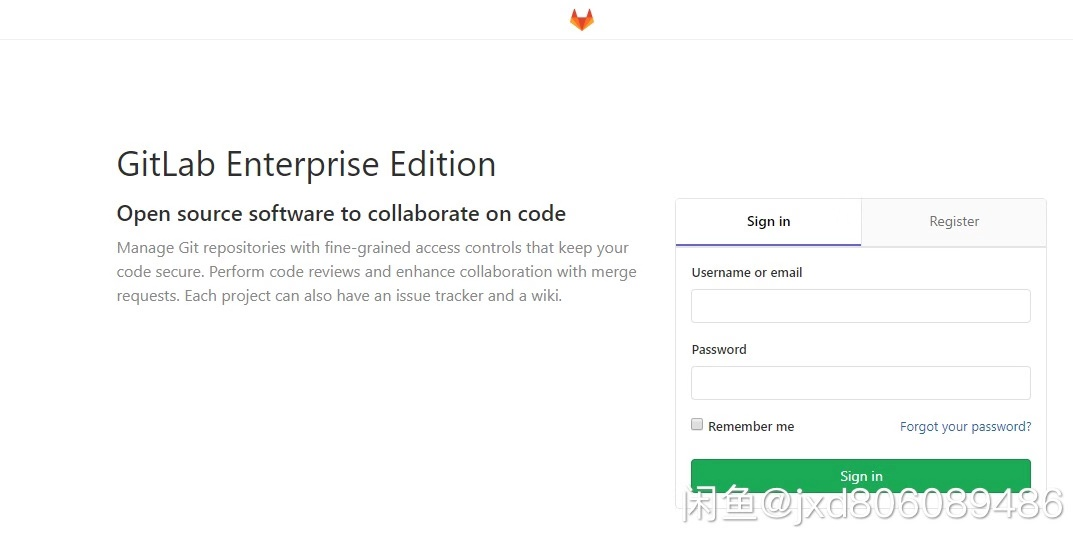 GitLab Enterprise Edition
Open source software to collaborate on code
Manage Git repositories with fine-grained access controls that keep your
code secure. Perform code reviews and enhance collaboration with merge
requests. Each project can also have an issue tracker and a wiki.
Sign in
Register
Username or email
Password
Remember me
Forgot your password?
Sign in
闲鱼@jxd806089486